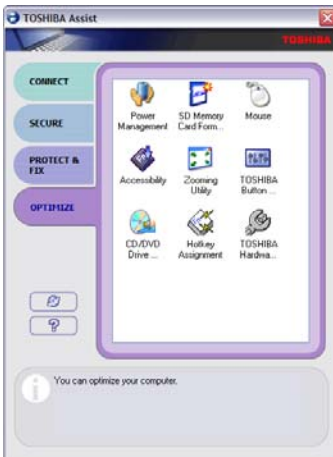 TOSHIBA Assist
TOSHIBA
CONNECT
SECURE
PROTECT &
FIX
OPTIMIZE
Power
Management
SD Memory
Card Form...
Mouse
Accessibility
Zooming
Utility
TOSHIBA
Button ...
CD/DVD
Drive ...
Hotkey
Assignment
TOSHIBA
Hardwa...
?
i
You can optimize your computer.